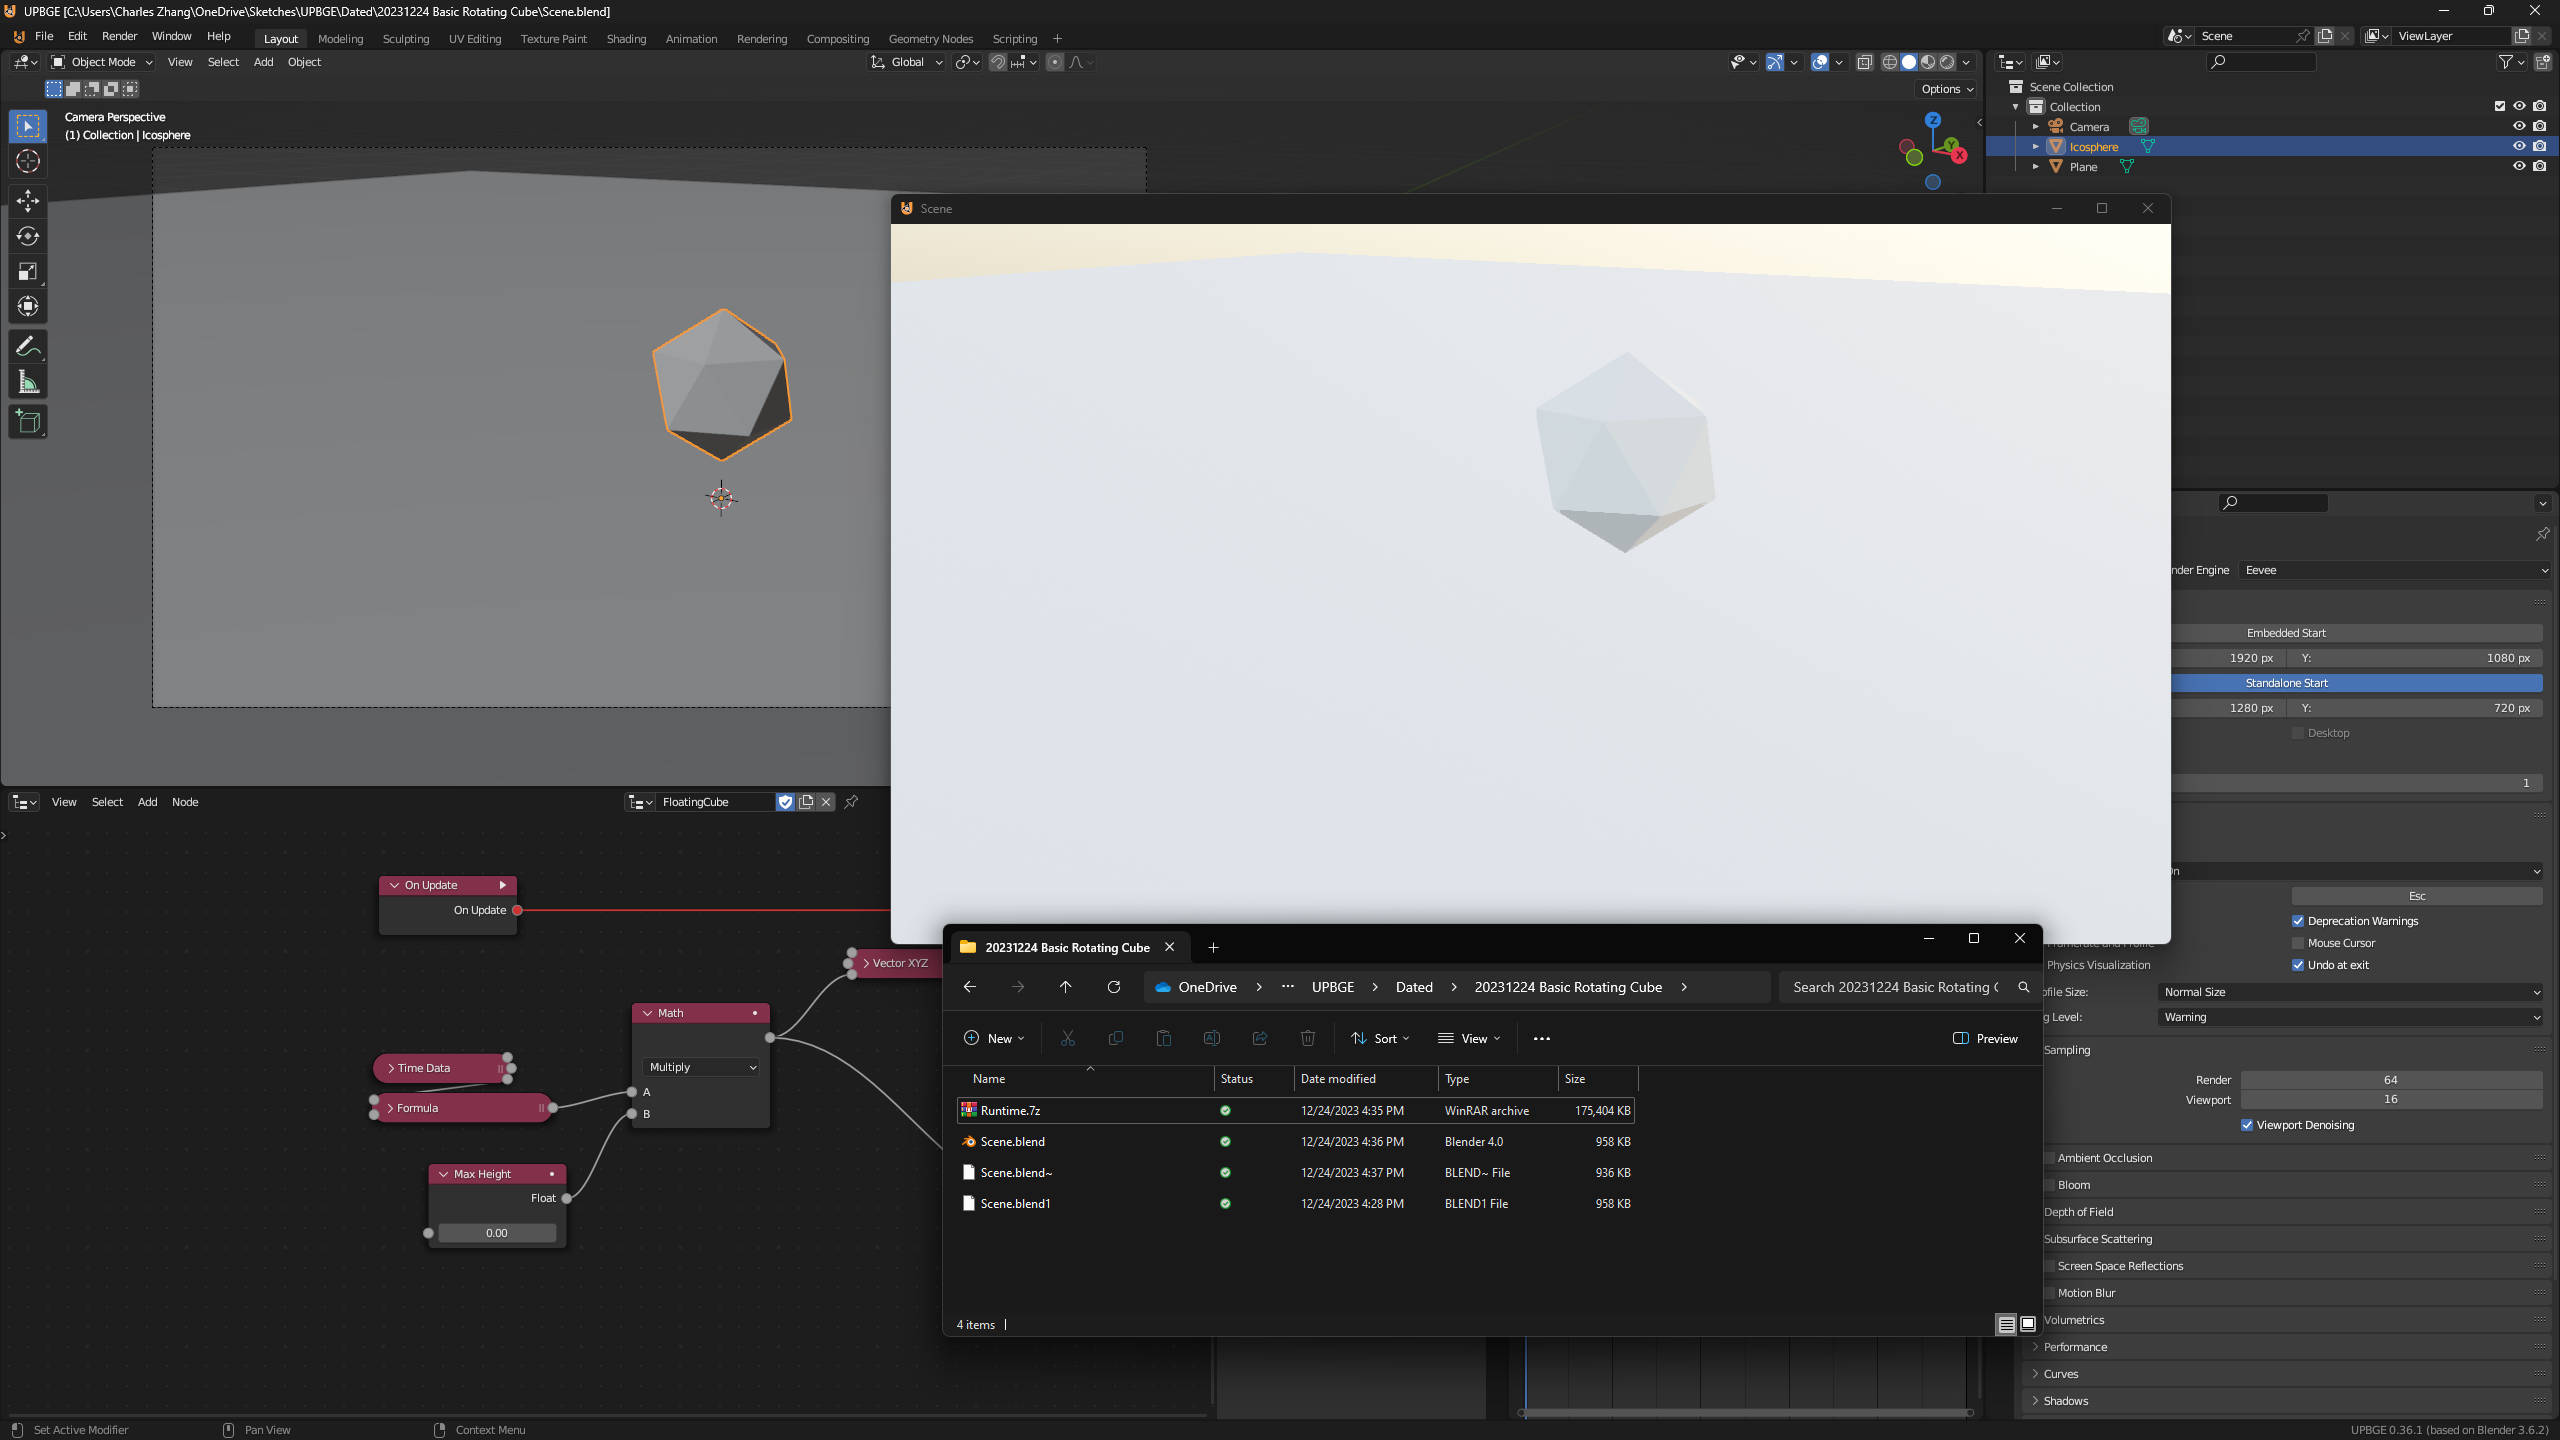 UPBGE [C:\Users\Charles Zhang\OneDrive\Sketches\UPBGE\Dated\20231224 Basic Rotating Cube\Scene.blend]
File Edit Render Window Help Layout Modeling Sculpting UV Editing Texture Paint Shading Animation Rendering Compositing Geometry Nodes Scripting + Scene ViewLayer
Object Mode View Select Add Object Global
Options
Camera Perspective
(1) Collection | Icosphere
Z
Y
X
Scene Collection
Collection
Camera
Icosphere
Plane
Scene
nder Engine Eevee
Embedded Start
1920 px Y: 1080 px
Standalone Start
1280 px Y: 720 px
Desktop
1
Esc
Deprecation Warnings
Mouse Cursor
Physics Visualization Undo at exit
ofile Size: Normal Size
g Level: Warning
Sampling
Render 64
Viewport 16
Viewport Denoising
Ambient Occlusion
Bloom
Depth of Field
Subsurface Scattering
Screen Space Reflections
Motion Blur
Volumetrics
Performance
Curves
Shadows
View Select Add Node FloatingCube
On Update
On Update
Vector XYZ
Math
Multiply
A
B
Time Data
Formula
Max Height
Float
0.00
20231224 Basic Rotating Cube
OneDrive > ... UPBGE > Dated > 20231224 Basic Rotating Cube > Search 20231224 Basic Rotating C
New Sort View ... Preview
Name Status Date modified Type Size
Runtime.7z 12/24/2023 4:35 PM WinRAR archive 175,404 KB
Scene.blend 12/24/2023 4:36 PM Blender 4.0 958 KB
Scene.blend~ 12/24/2023 4:37 PM BLEND~ File 936 KB
Scene.blend1 12/24/2023 4:28 PM BLEND1 File 958 KB
4 items
Set Active Modifier Pan View Context Menu UPBGE 0.36.1 (based on Blender 3.6.2)